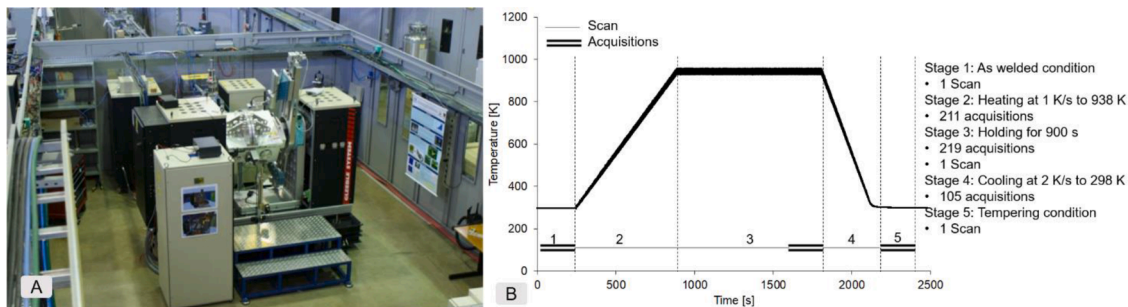 A
GLEEBLE SYSTEM
B
1200
1000
800
600
400
200
0
Temperature [K]
Scan
Acquisitions
1
2
3
4
5
0
500
1000
1500
2000
2500
Time [s]
Stage 1: As welded condition
• 1 Scan
Stage 2: Heating at 1 K/s to 938 K
• 211 acquisitions
Stage 3: Holding for 900 s
• 219 acquisitions
• 1 Scan
Stage 4: Cooling at 2 K/s to 298 K
• 105 acquisitions
Stage 5: Tempering condition
• 1 Scan